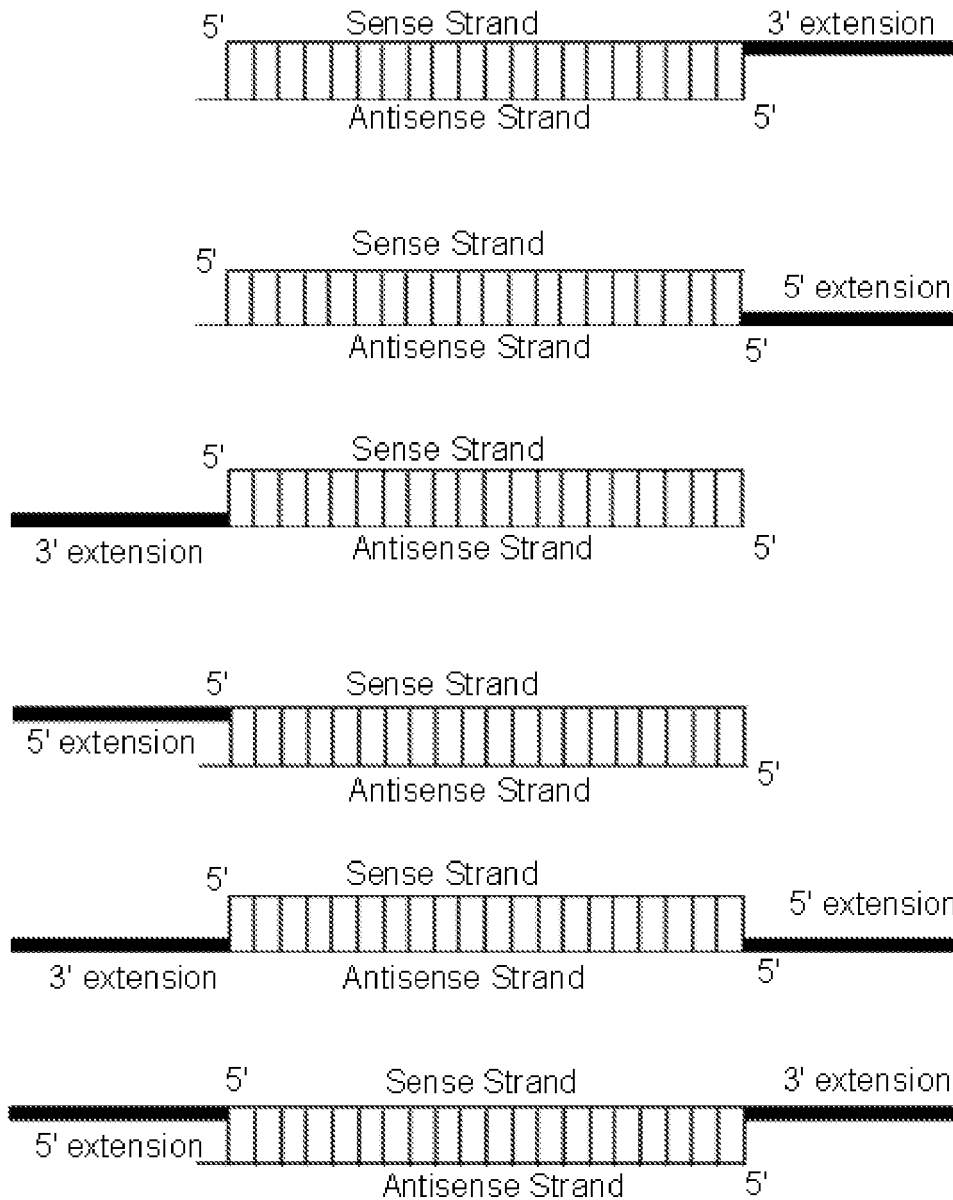 5' Sense Strand 3' extension
Antisense Strand 5'
Sense Strand
5'
5' extension
Antisense Strand 5'
Sense Strand
5'
3' extension Antisense Strand 5'
5' Sense Strand
5' extension
5'
Antisense Strand
5' Sense Strand
5' extension
3' extension Antisense Strand 5'
5' Sense Strand 3' extension
5' extension
Antisense Strand 5'